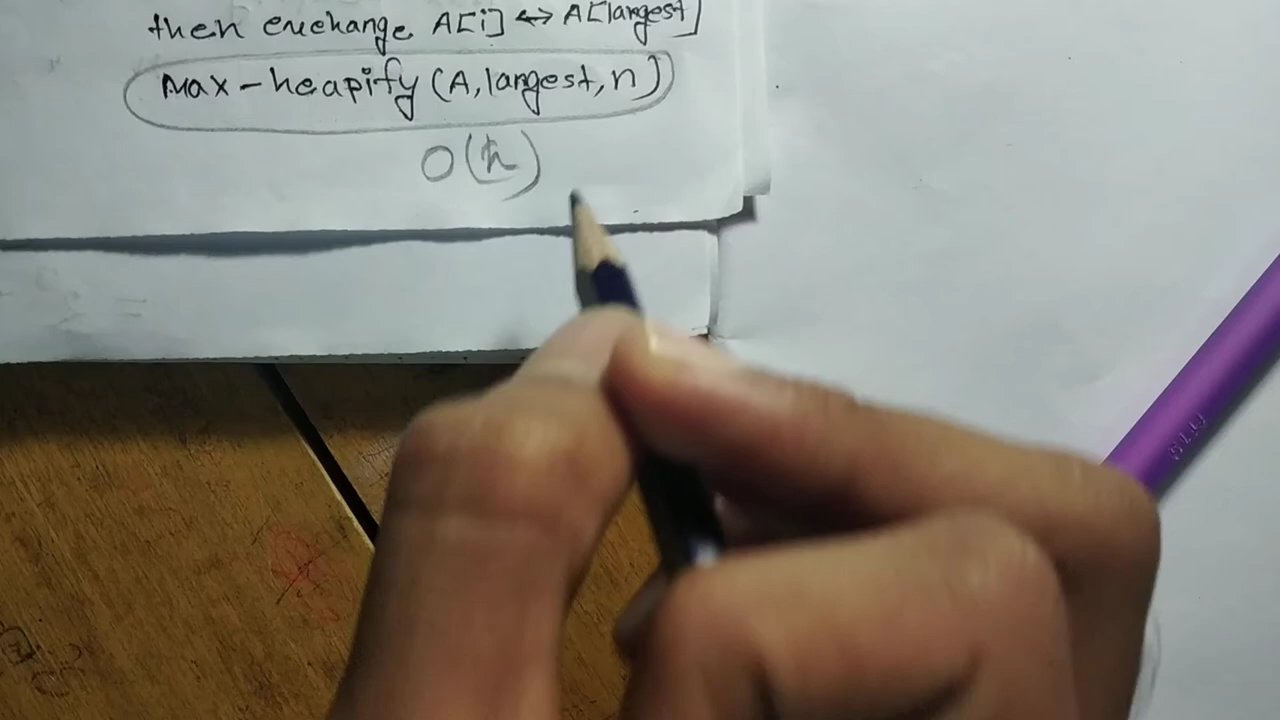 then exchange A[i] ↔ A[largest]
Max-heapify (A, largest, n)
O(h)